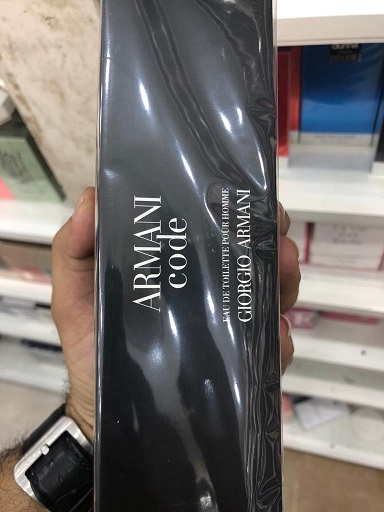 ARMANI
code
EAU DE TOILETTE POUR HOMME
GIORGIO ARMANI